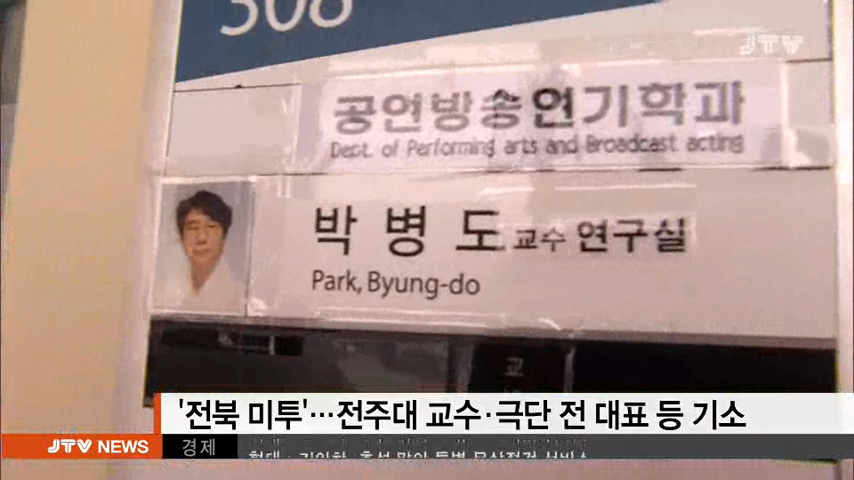 308
JTV
공연방송연기학과
Dept. of Performing arts and Broadcast acting
박 병 도 교수 연구실
Park, Byung-do
'전북 미투'…전주대 교수·극단 전 대표 등 기소
JTV NEWS
경제